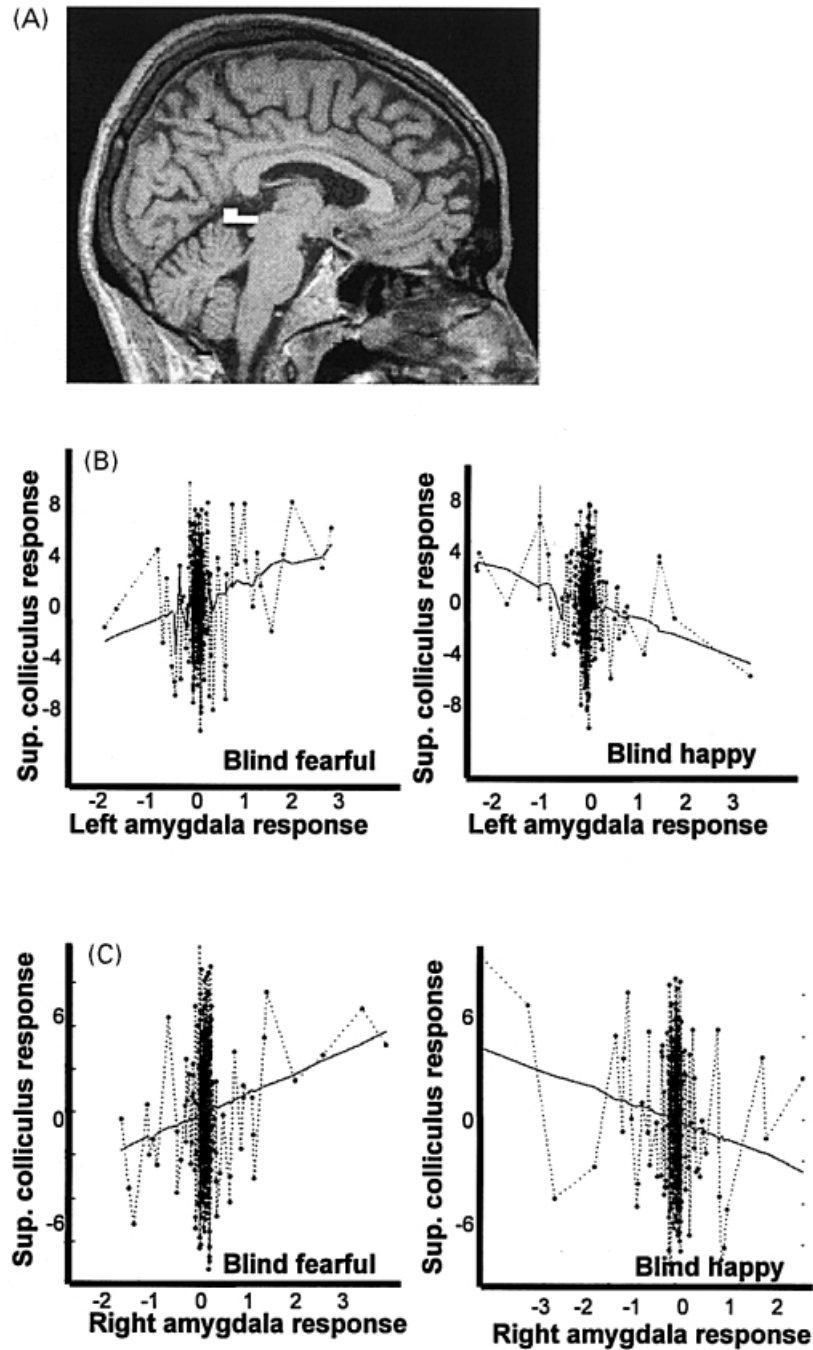 (A)
(B)
Sup. colliculus response
8
4
0
-4
-8
Blind fearful
-2 -1 0 1 2 3
Left amygdala response
Sup. colliculus response
8
4
0
-4
-8
Blind happy
-2 -1 0 1 2 3
Left amygdala response
(C)
Sup. colliculus response
6
0
-6
Blind fearful
-2 -1 0 1 2 3
Right amygdala response
Sup. colliculus response
6
0
-6
Blind happy
-3 -1 0 1 2
Right amygdala response